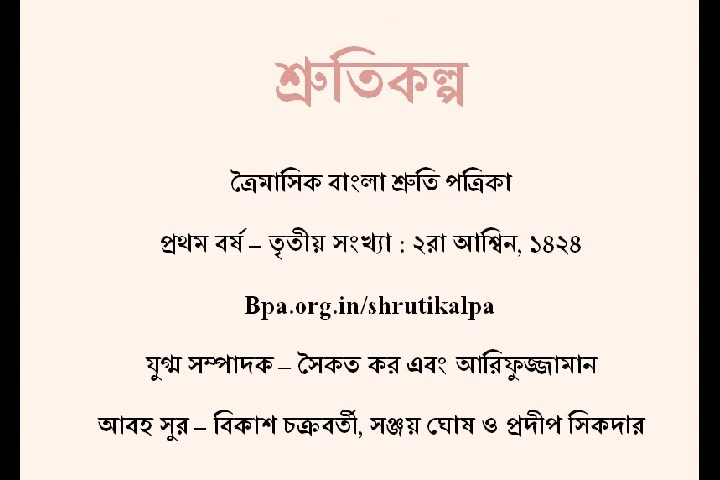 শ্রুতিকল্প
ত্রৈমাসিক বাংলা শ্রুতি পত্রিকা
প্রথম বর্ষ – তৃতীয় সংখ্যা : ২রা আশ্বিন, ১৪২৪
Bpa.org.in/shrutikalpa
যুগ্ম সম্পাদক – সৈকত কর এবং আরিফুজ্জামান
আবহ সুর – বিকাশ চক্রবর্তী, সঞ্জয় ঘোষ ও প্রদীপ সিকদার